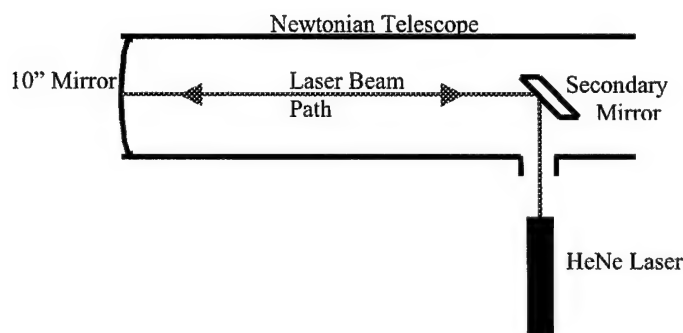 Newtonian Telescope
10” Mirror
Laser Beam
Path
Secondary
Mirror
HeNe Laser